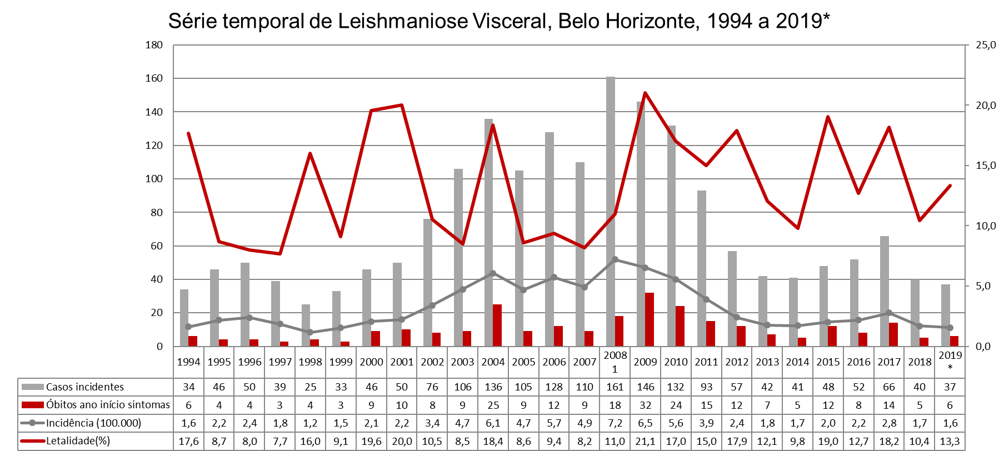 Série temporal de Leishmaniose Visceral, Belo Horizonte, 1994 a 2019*
180 25,0
160
140 20,0
120
100 15,0
80
60 10,0
40 5,0
20
0 0,0
1994 1995 1996 1997 1998 1999 2000 2001 2002 2003 2004 2005 2006 2007 2008 1 2009 2010 2011 2012 2013 2014 2015 2016 2017 2018 2019 *
Casos incidentes 34 46 50 39 25 33 46 50 76 106 136 105 128 110 161 146 132 93 57 42 41 48 52 66 40 37
Óbitos ano início sintomas 6 4 4 3 4 3 9 10 8 9 25 9 12 9 18 32 24 15 12 7 5 12 8 14 5 6
Incidência (100.000) 1,6 2,2 2,4 1,8 1,2 1,5 2,1 2,2 3,4 4,7 6,1 4,7 5,7 4,9 7,2 6,5 5,6 3,9 2,4 1,8 1,7 2,0 2,2 2,8 1,7 1,6
Letalidade(%) 17,6 8,7 8,0 7,7 16,0 9,1 19,6 20,0 10,5 8,5 18,4 8,6 9,4 8,2 11,0 21,1 17,0 15,0 17,9 12,1 9,8 19,0 12,7 18,2 10,4 13,3